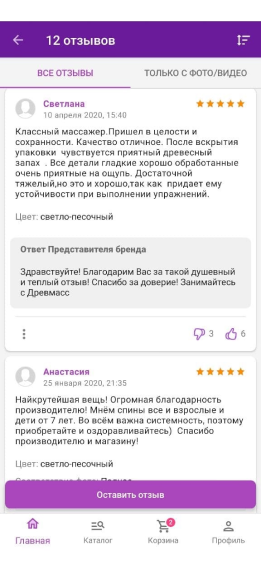 12 отзывов
ВСЕ ОТЗЫВЫ
ТОЛЬКО С ФОТО/ВИДЕО
Светлана
10 апреля 2020, 15:40
Классный массажер.Пришел в целости и
сохранности. Качество отличное. После вскрытия
упаковки чувствуется приятный древесный
запах . Все детали гладкие хорошо обработанные
очень приятные на ощупь. Достаточной
тяжелый,но это и хорошо,так как придает ему
устойчивости при выполнении упражнений.
Цвет: светло-песочный
Ответ Представителя бренда
Здравствуйте! Благодарим Вас за такой душевный
и теплый отзыв! Спасибо за доверие! Занимайтесь
с Древмасс
3
6
Анастасия
25 января 2020, 21:35
Найкрутейшая вещь! Огромная благодарность
производителю! Мнём спины все и взрослые и
дети от 7 лет. Во всём важна системность, поэтому
приобретайте и оздоравливайтесь) Спасибо
производителю и магазину!
Цвет: светло-песочный
Оставить отзыв
2
Главная
Каталог
Корзина
Профиль